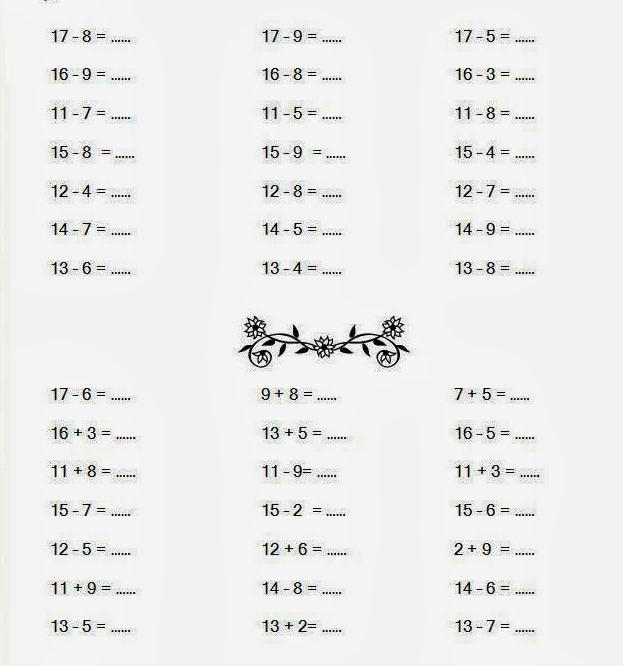 17 - 8 = ......    17 - 9 = ......    17 - 5 = ......
16 - 9 = ......    16 - 8 = ......    16 - 3 = ......
11 - 7 = ......    11 - 5 = ......    11 - 8 = ......
15 - 8 = ......    15 - 9 = ......    15 - 4 = ......
12 - 4 = ......    12 - 8 = ......    12 - 7 = ......
14 - 7 = ......    14 - 5 = ......    14 - 9 = ......
13 - 6 = ......    13 - 4 = ......    13 - 8 = ......
17 - 6 = ......    9 + 8 = ......    7 + 5 = ......
16 + 3 = ......    13 + 5 = ......    16 - 5 = ......
11 + 8 = ......    11 - 9= ......    11 + 3 = ......
15 - 7 = ......    15 - 2 = ......    15 - 6 = ......
12 - 5 = ......    12 + 6 = ......    2 + 9 = ......
11 + 9 = ......    14 - 8 = ......    14 - 6 = ......
13 - 5 = ......    13 + 2= ......    13 - 7 = ......